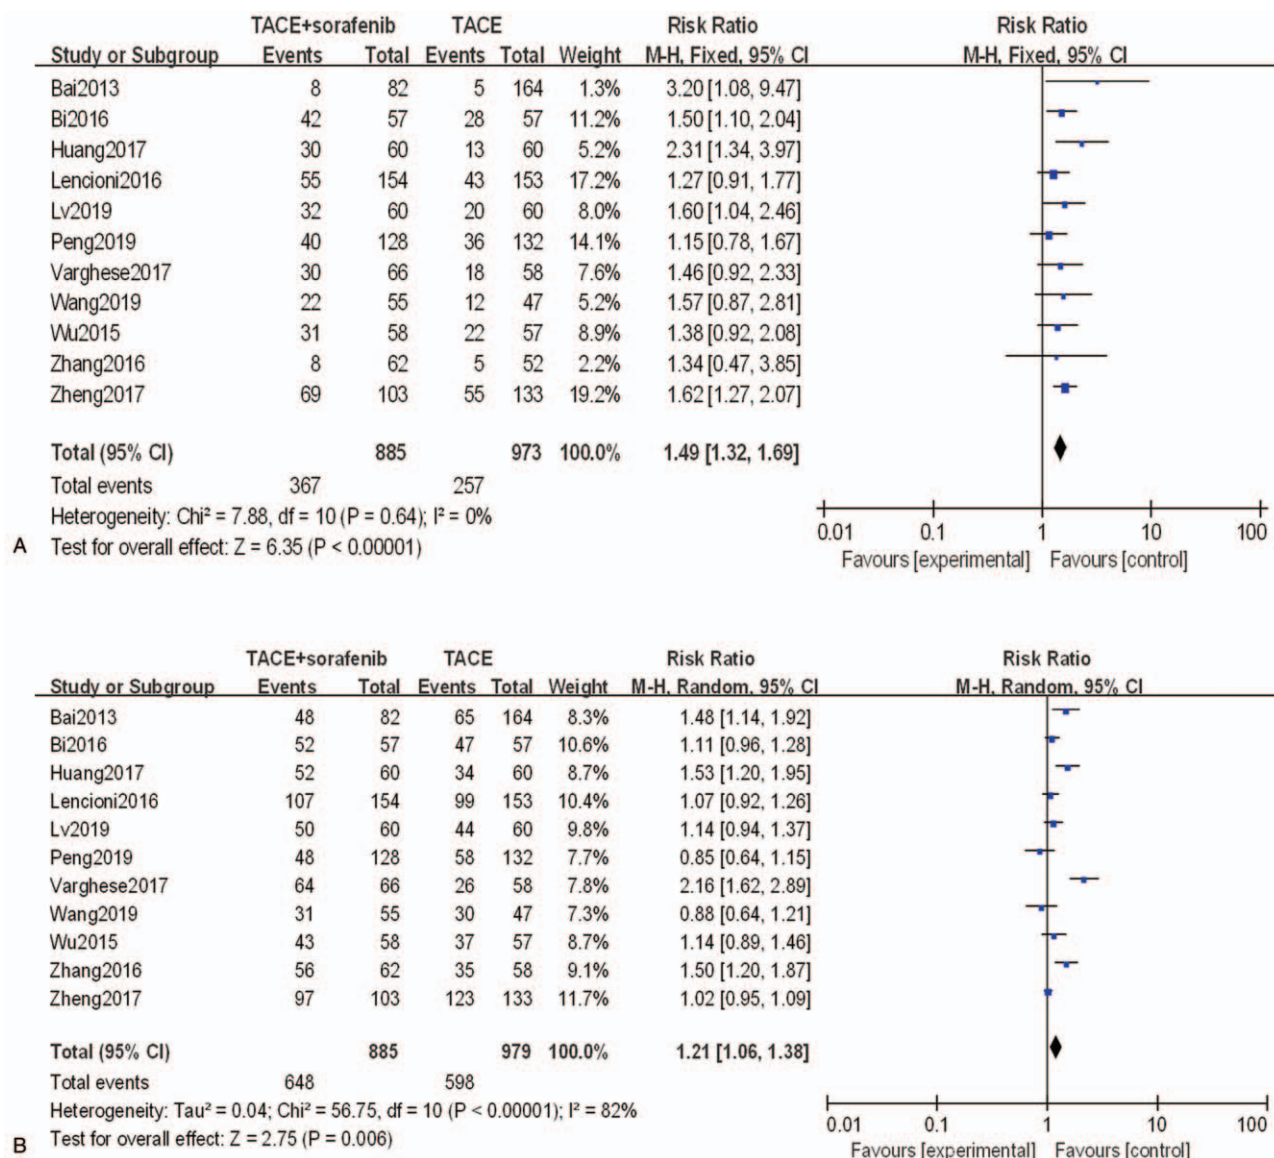 TACE+sorafenib TACE Risk Ratio Risk Ratio
Study or Subgroup Events Total Events Total Weight M-H, Fixed, 95% CI M-H, Fixed, 95% CI
Bai2013 8 82 5 164 1.3% 3.20 [1.08, 9.47]
Bi2016 42 57 28 57 11.2% 1.50 [1.10, 2.04]
Huang2017 30 60 13 60 5.2% 2.31 [1.34, 3.97]
Lencioni2016 55 154 43 153 17.2% 1.27 [0.91, 1.77]
Lv2019 32 60 20 60 8.0% 1.60 [1.04, 2.46]
Peng2019 40 128 36 132 14.1% 1.15 [0.78, 1.67]
Varghese2017 30 66 18 58 7.6% 1.46 [0.92, 2.33]
Wang2019 22 55 12 47 5.2% 1.57 [0.87, 2.81]
Wu2015 31 58 22 57 8.9% 1.38 [0.92, 2.08]
Zhang2016 8 62 5 52 2.2% 1.34 [0.47, 3.85]
Zheng2017 69 103 55 133 19.2% 1.62 [1.27, 2.07]
Total (95% CI) 885 973 100.0% 1.49 [1.32, 1.69]
Total events 367 257
Heterogeneity: Chi² = 7.88, df = 10 (P = 0.64); I² = 0%
Test for overall effect: Z = 6.35 (P < 0.00001)
0.01 0.1 1 10 100
Favours [experimental] Favours [control]
A
TACE+sorafenib TACE Risk Ratio Risk Ratio
Study or Subgroup Events Total Events Total Weight M-H, Random, 95% CI M-H, Random, 95% CI
Bai2013 48 82 65 164 8.3% 1.48 [1.14, 1.92]
Bi2016 52 57 47 57 10.6% 1.11 [0.96, 1.28]
Huang2017 52 60 34 60 8.7% 1.53 [1.20, 1.95]
Lencioni2016 107 154 99 153 10.4% 1.07 [0.92, 1.26]
Lv2019 50 60 44 60 9.8% 1.14 [0.94, 1.37]
Peng2019 48 128 58 132 7.7% 0.85 [0.64, 1.15]
Varghese2017 64 66 26 58 7.8% 2.16 [1.62, 2.89]
Wang2019 31 55 30 47 7.3% 0.88 [0.64, 1.21]
Wu2015 43 58 37 57 8.7% 1.14 [0.89, 1.46]
Zhang2016 56 62 35 58 9.1% 1.50 [1.20, 1.87]
Zheng2017 97 103 123 133 11.7% 1.02 [0.95, 1.09]
Total (95% CI) 885 979 100.0% 1.21 [1.06, 1.38]
Total events 648 598
Heterogeneity: Tau² = 0.04; Chi² = 56.75, df = 10 (P < 0.00001); I² = 82%
Test for overall effect: Z = 2.75 (P = 0.006)
0.01 0.1 1 10 100
Favours [experimental] Favours [control]
B